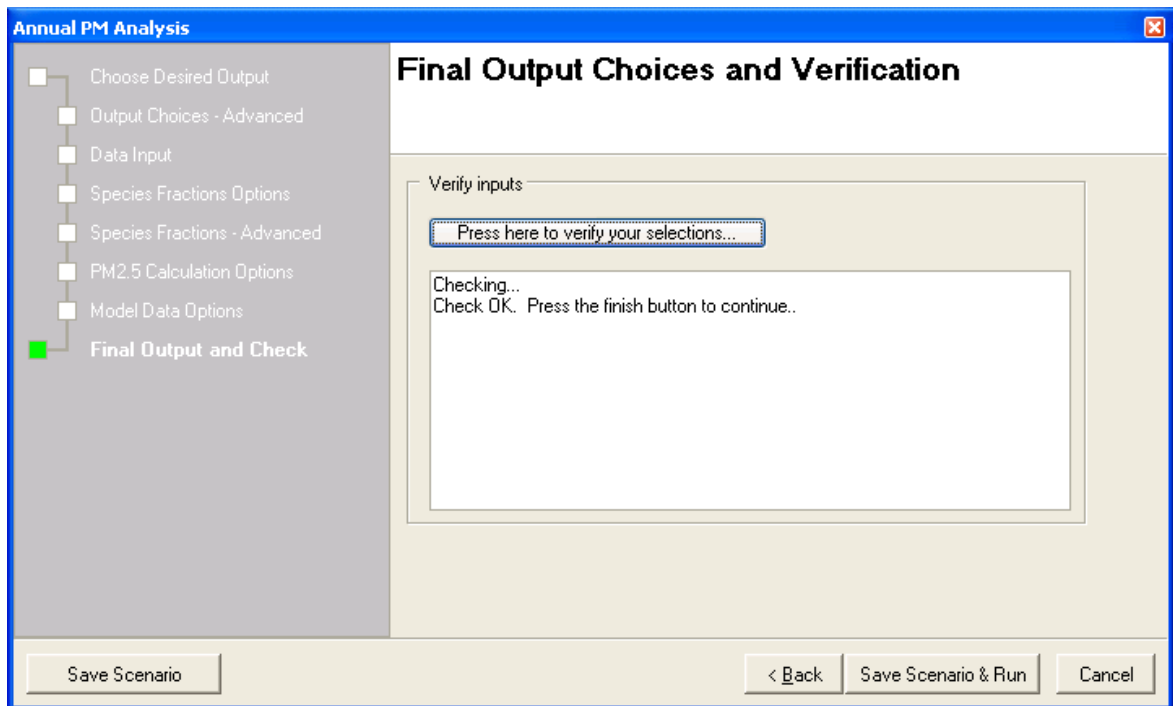 Annual PM Analysis
Choose Desired Output
Output Choices - Advanced
Data Input
Species Fractions Options
Species Fractions - Advanced
PM2.5 Calculation Options
Model Data Options
Final Output and Check
Final Output Choices and Verification
Verify inputs
Press here to verify your selections...
Checking...
Check OK.  Press the finish button to continue..
Save Scenario
< Back
Save Scenario & Run
Cancel